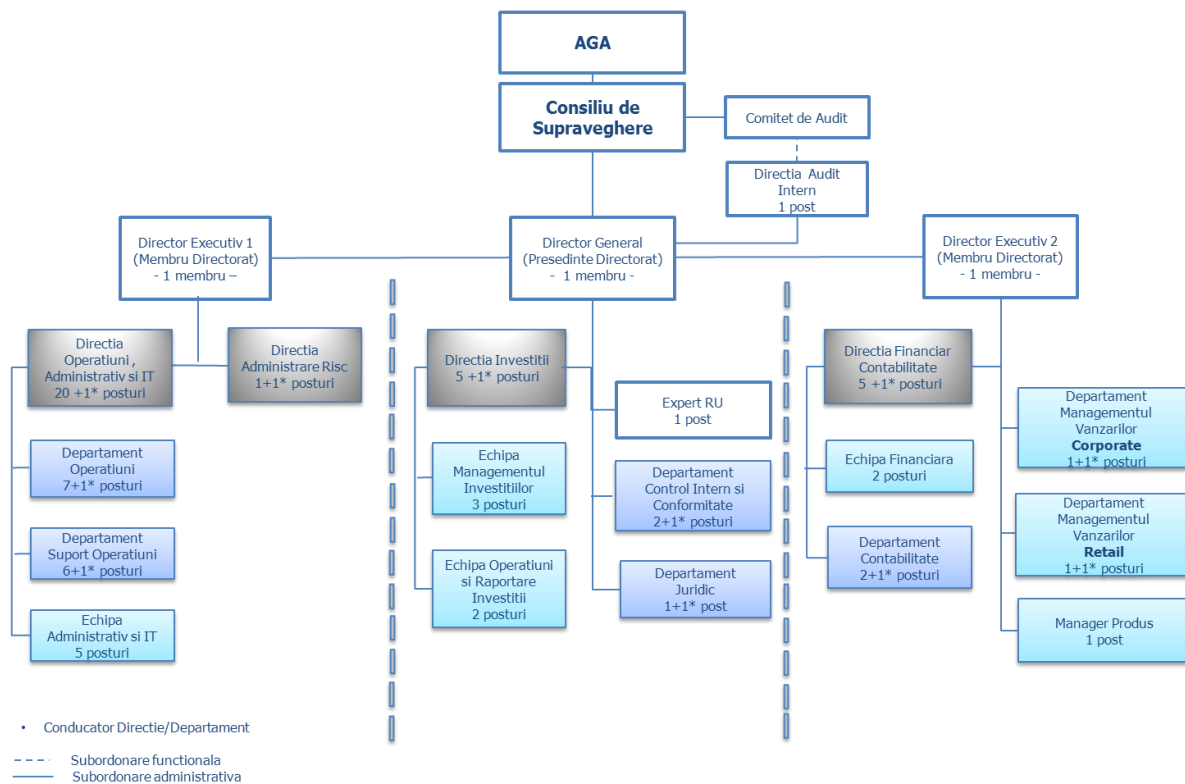 AGA
Consiliu de
Supraveghere
Comitet de Audit
Directia Audit
Intern
1 post
Director Executiv 1
(Membru Directorat)
- 1 membru –
Director General
(Presedinte Directorat)
- 1 membru -
Director Executiv 2
(Membru Directorat)
- 1 membru -
Directia
Operatiuni ,
Administrativ si IT
20 +1* posturi
Directia
Administrare Risc
1+1* posturi
Departament
Operatiuni
7+1* posturi
Departament
Suport Operatiuni
6+1* posturi
Echipa
Administrativ si IT
5 posturi
Directia Investitii
5 +1* posturi
Expert RU
1 post
Echipa
Managementul
Investitiilor
3 posturi
Departament
Control Intern si
Conformitate
2+1* posturi
Echipa Operatiuni
si Raportare
Investitii
2 posturi
Departament
Juridic
1+1* post
Directia Financiar
Contabilitate
5 +1* posturi
Departament
Managementul
Vanzarilor
Corporate
1+1* posturi
Echipa Financiara
2 posturi
Departament
Managementul
Vanzarilor
Retail
1+1* posturi
Departament
Contabilitate
2+1* posturi
Manager Produs
1 post
• Conducator Directie/Departament
Subordonare functionala
Subordonare administrativa